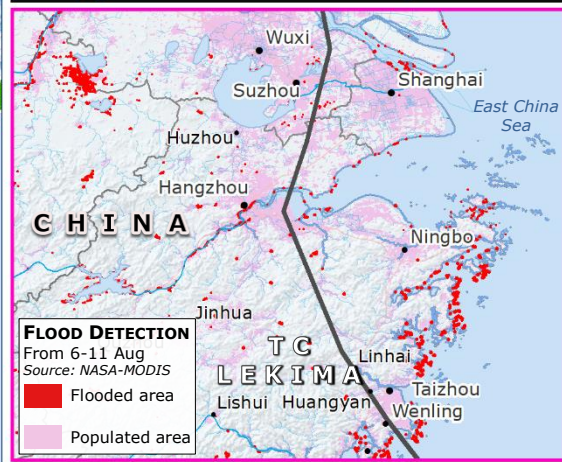 Wuxi
Suzhou
Shanghai
East China
Sea
Huzhou
Hangzhou
CHINA
Ningbo
Jinhua
TC
LEKIMA
Linhai
Taizhou
Lishui
Huangyan
Wenling
FLOOD DETECTION
From 6-11 Aug
Source: NASA-MODIS
Flooded area
Populated area